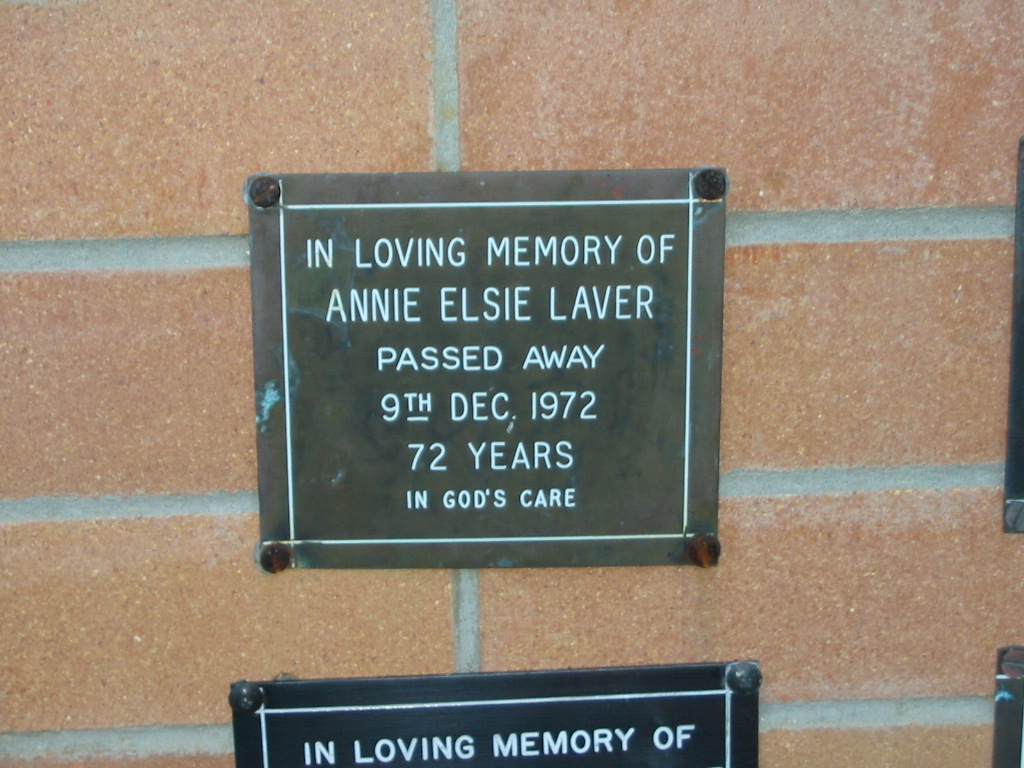 IN LOVING MEMORY OF
ANNIE ELSIE LAVER
PASSED AWAY
9TH DEC. 1972
72 YEARS
IN GOD'S CARE
IN LOVING MEMORY OF